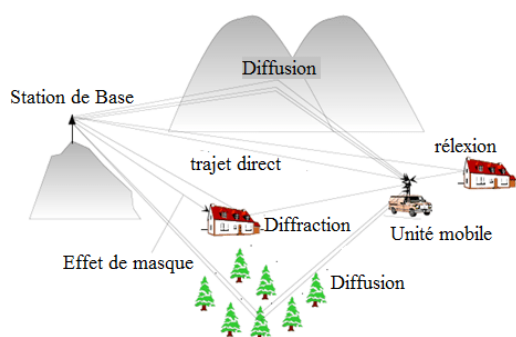 Diffusion
Station de Base
rélexion
trajet direct
Diffraction
Unité mobile
Effet de masque
Diffusion